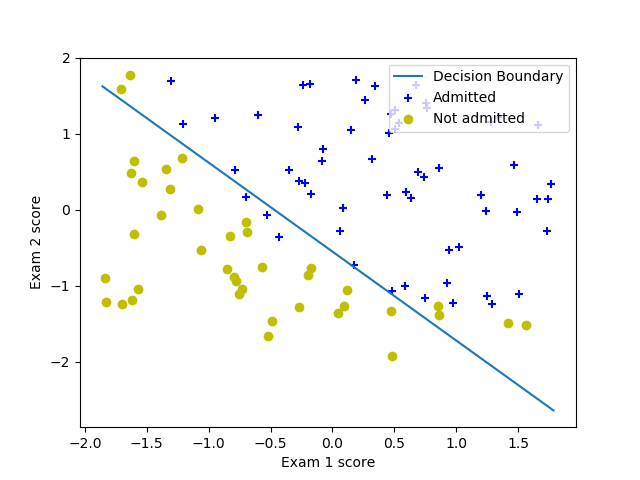 2
1
0
−1
−2
−2.0 −1.5 −1.0 −0.5 0.0 0.5 1.0 1.5
Exam 1 score
Exam 2 score
Decision Boundary
Admitted
Not admitted